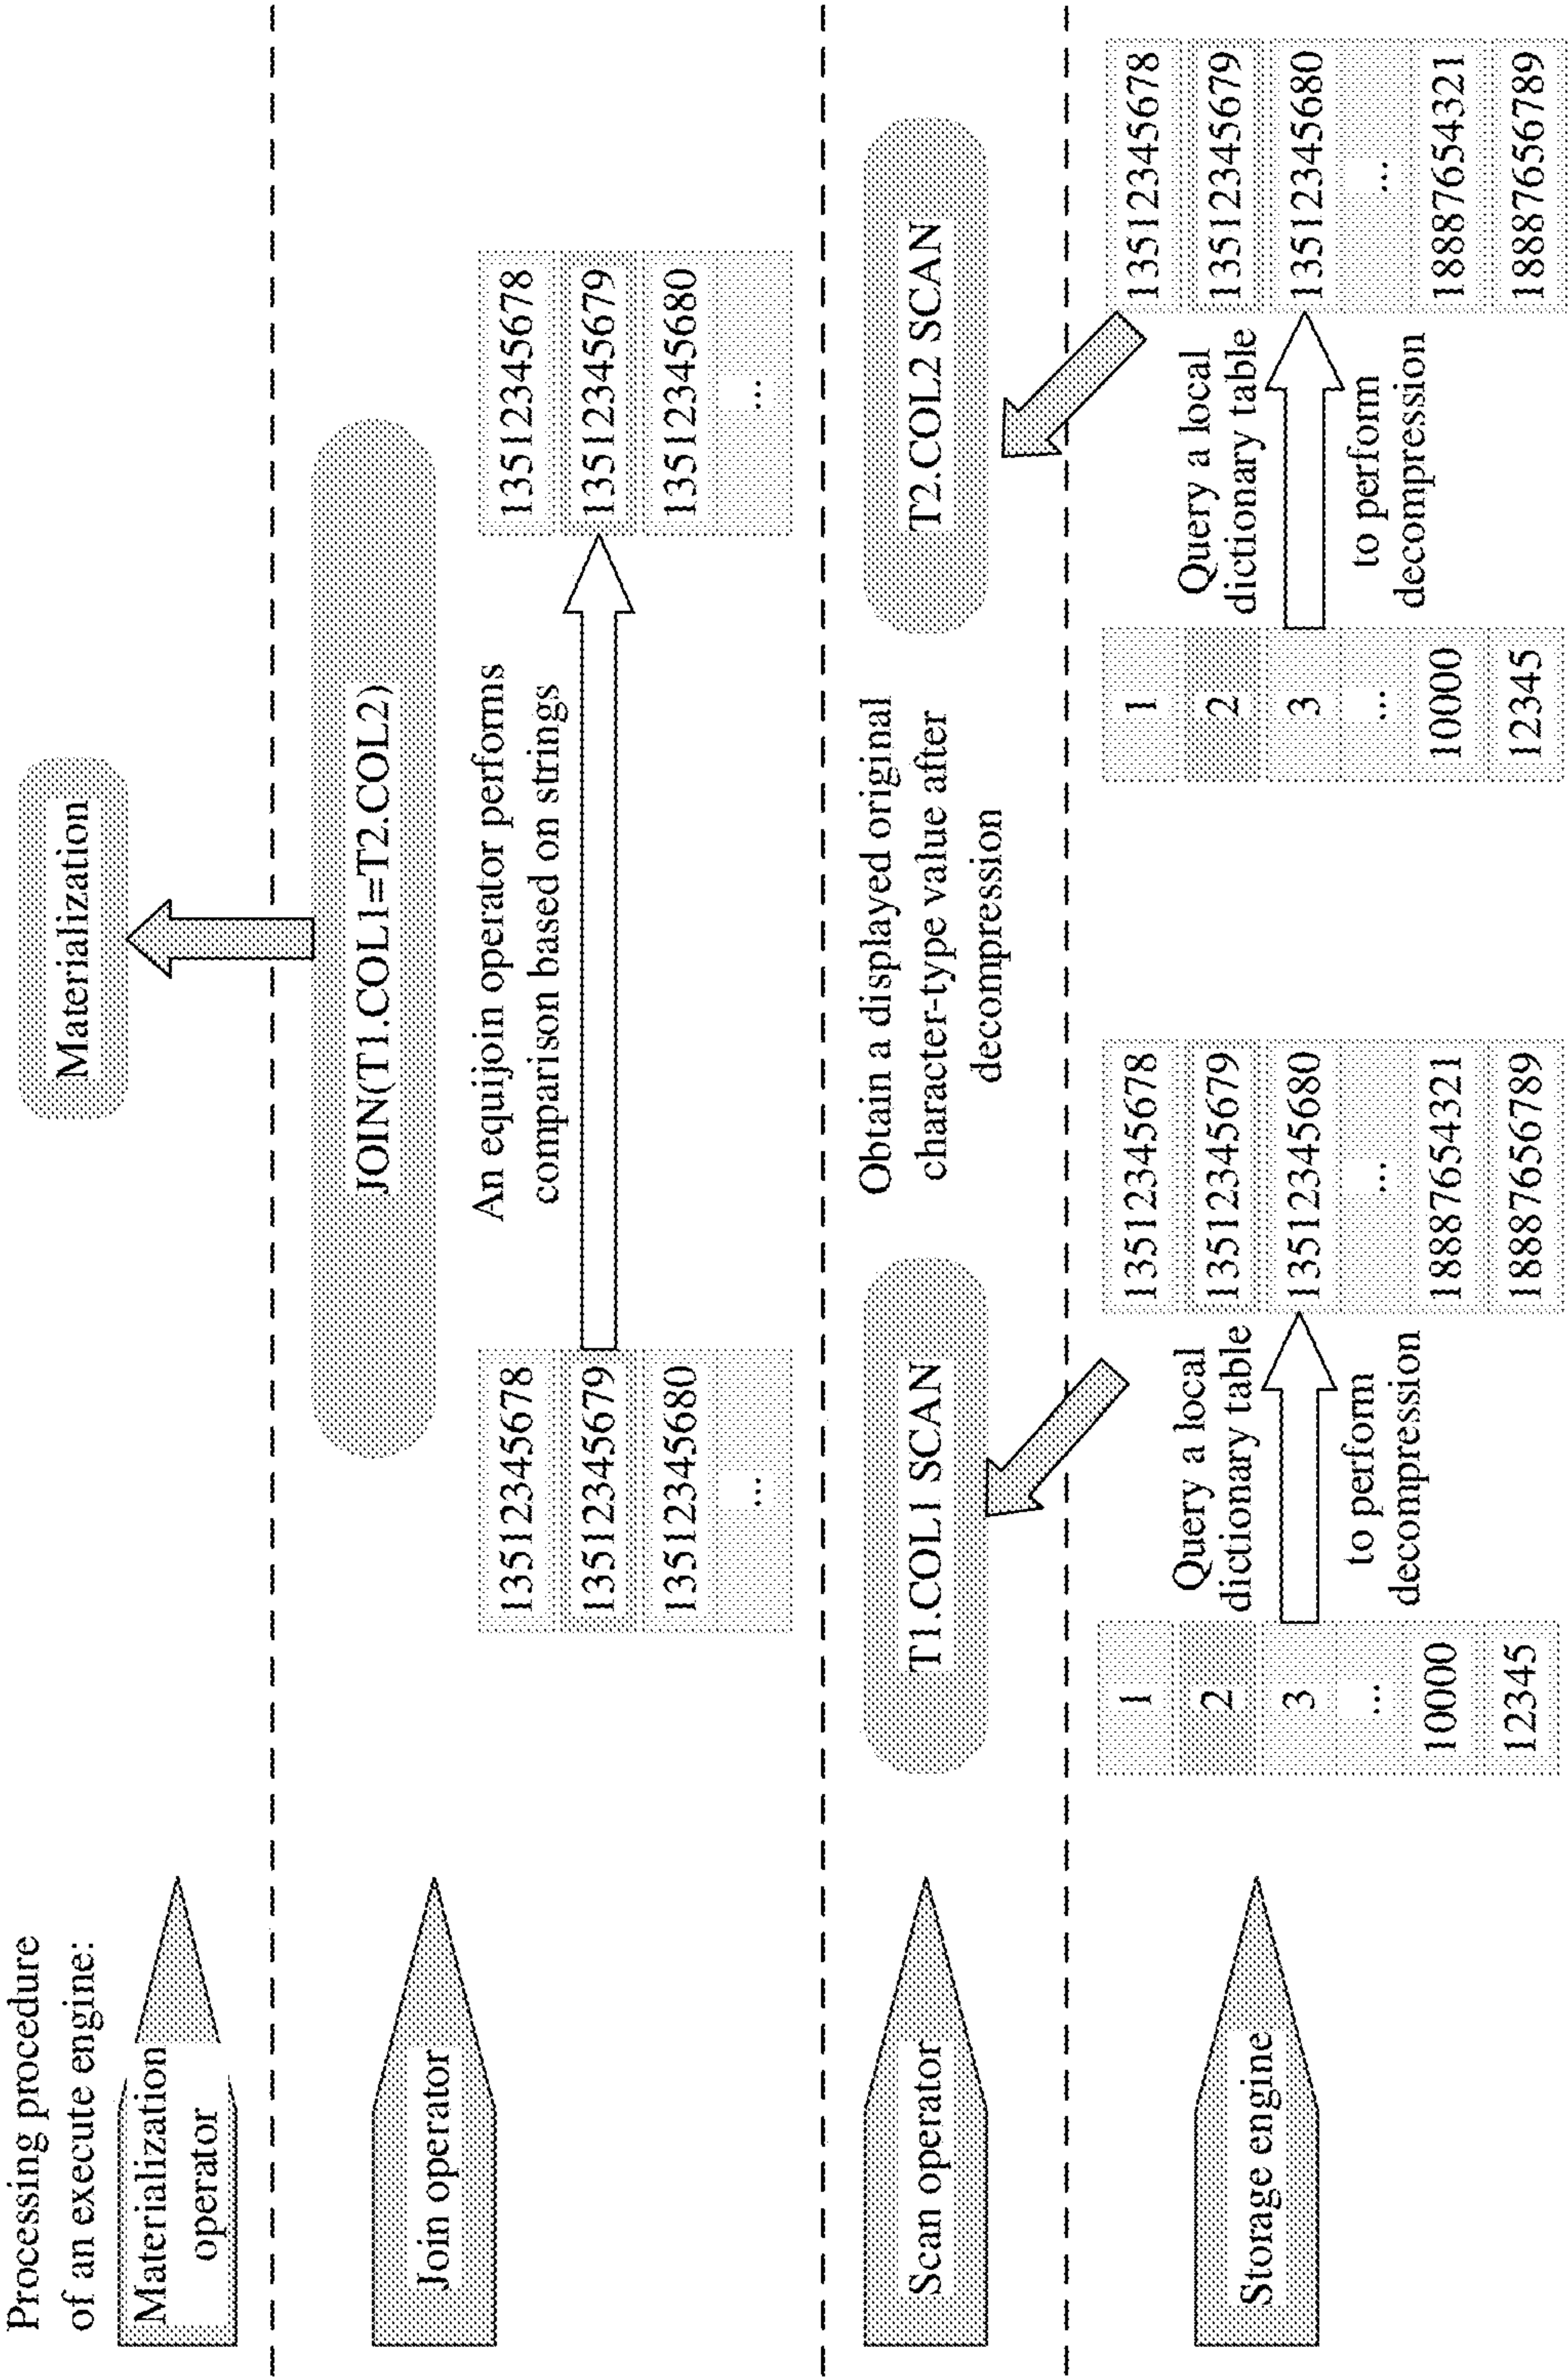 Processing procedure
of an execute engine:
Materialization
operator
Materialization
Join operator
JOIN(T1.COL1=T2.COL2)
An equijoin operator performs
comparison based on strings
13512345678
13512345679
13512345680
...
13512345678
13512345679
13512345680
...
Scan operator
T1.COL1 SCAN
Obtain a displayed original
character-type value after
decompression
T2.COL2 SCAN
Storage engine
1
2
3
...
10000
12345
Query a local
dictionary table
to perform
decompression
13512345678
13512345679
13512345680
...
18887654321
18887656789
1
2
3
...
10000
12345
Query a local
dictionary table
to perform
decompression
13512345678
13512345679
13512345680
...
18887654321
18887656789